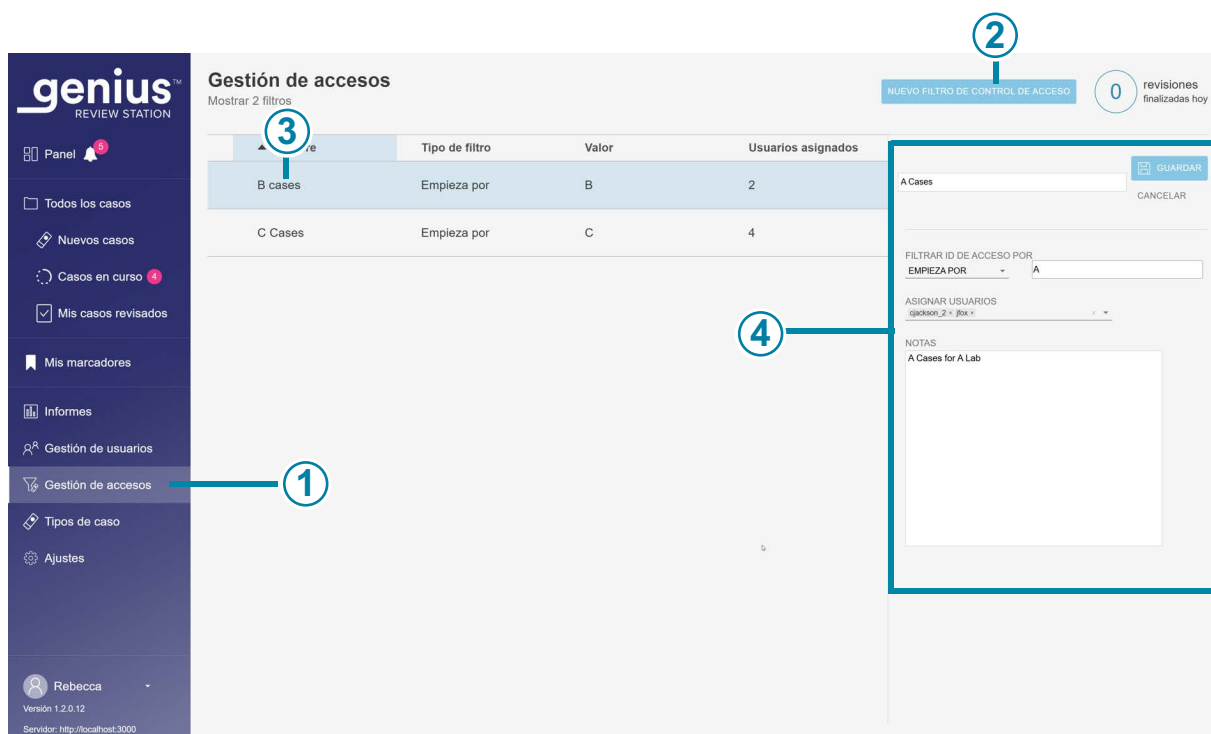 2
genius™
REVIEW STATION
Gestión de accesos
Mostrar 2 filtros
NUEVO FILTRO DE CONTROL DE ACCESO
0
revisiones
finalizadas hoy
Panel 5
3
Tipo de filtro Valor Usuarios asignados
B cases Empieza por B 2
C Cases Empieza por C 4
Todos los casos
Nuevos casos
Casos en curso 4
Mis casos revisados
Mis marcadores
Informes
Gestión de usuarios
Gestión de accesos
1
Tipos de caso
Ajustes
A Cases
GUARDAR
CANCELAR
FILTRAR ID DE ACCESO POR
EMPIEZA POR A
ASIGNAR USUARIOS
cjackson_2 × jfox ×
×
4
NOTAS
A Cases for A Lab
Rebecca
Versión 1.2.0.12
Servidor: http://localhost:3000